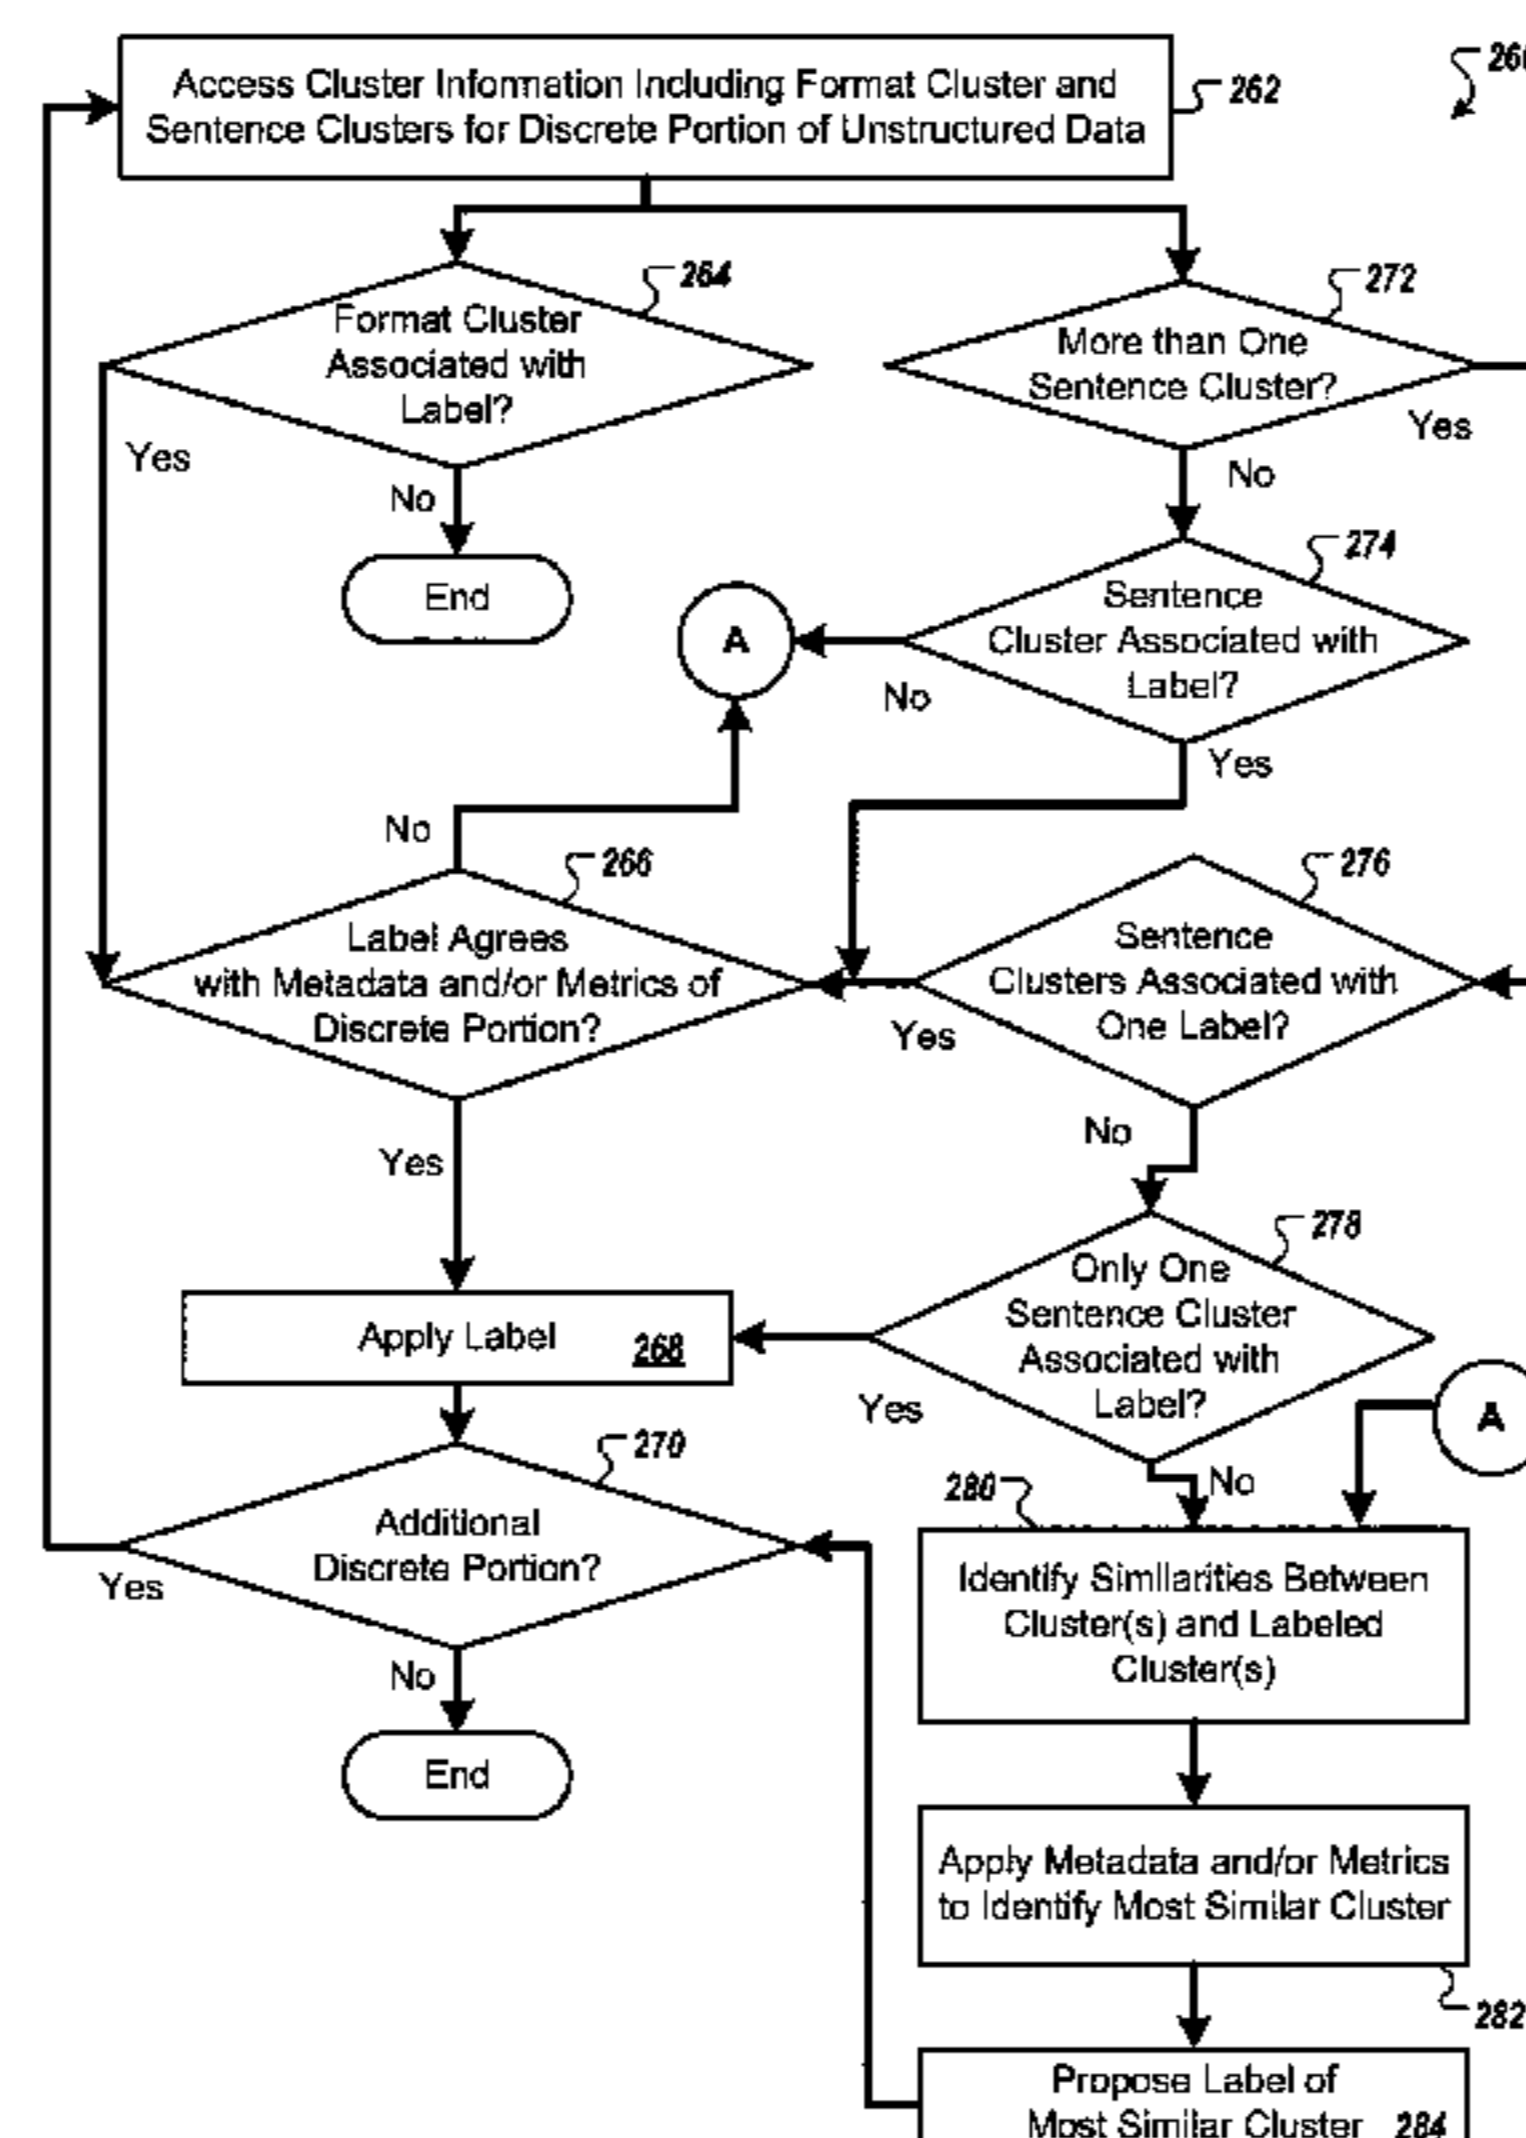 Access Cluster Information Including Format Cluster and
Sentence Clusters for Discrete Portion of Unstructured Data
262
264
Format Cluster
Associated with
Label?
Yes
No
End
272
More than One
Sentence Cluster?
Yes
No
274
Sentence
Cluster Associated with
Label?
A
No
Yes
No
266
Label Agrees
with Metadata and/or Metrics of
Discrete Portion?
276
Sentence
Clusters Associated with
One Label?
Yes
No
Yes
278
Only One
Sentence Cluster
Associated with
Label?
Apply Label 268
Yes
A
270
Additional
Discrete Portion?
Yes
No
End
No
280
Identify Similarities Between
Cluster(s) and Labeled
Cluster(s)
Apply Metadata and/or Metrics
to Identify Most Similar Cluster
282
Propose Label of
Most Similar Cluster 284